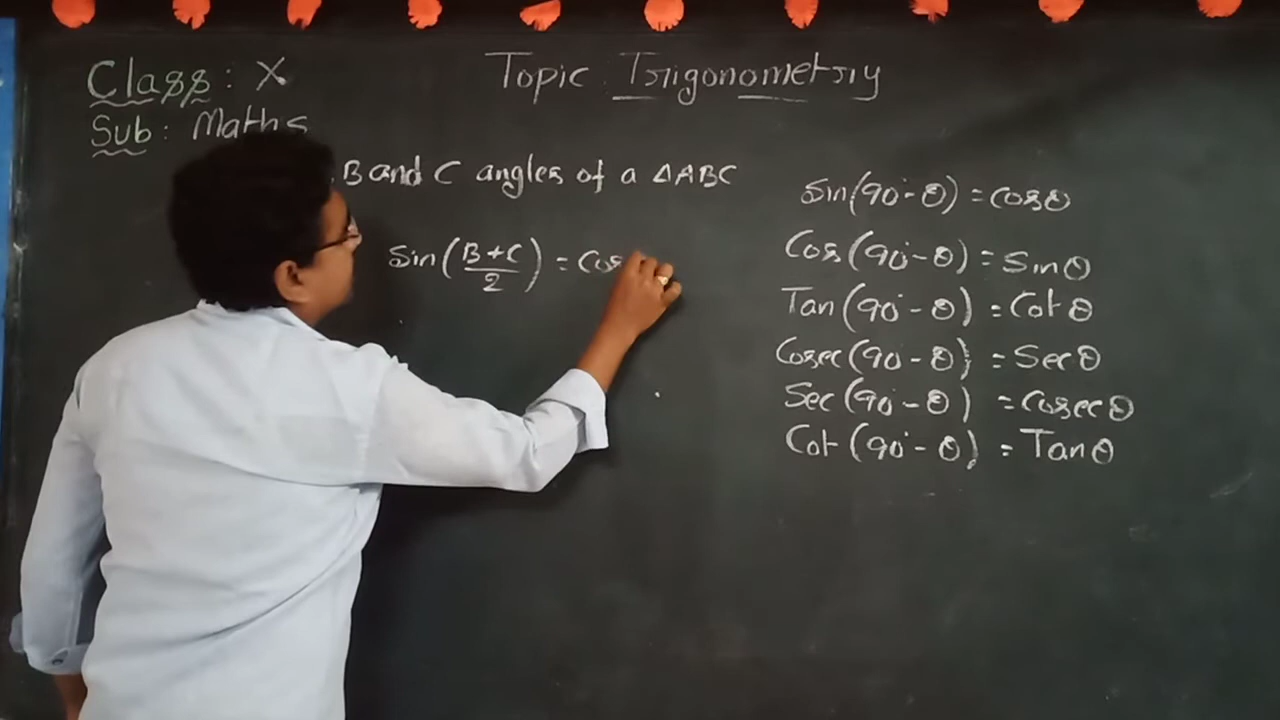 Class: X
Topic Trigonometry
Sub: Maths
B and C angles of a ΔABC
Sin(B+C/2) = Cos
Sin(90°-θ) = Cosθ
Cos(90°-θ) = Sinθ
Tan(90°-θ) = Cotθ
Cosec(90-θ) = Secθ
Sec(90°-θ) = Cosecθ
Cot(90°-θ) = Tanθ